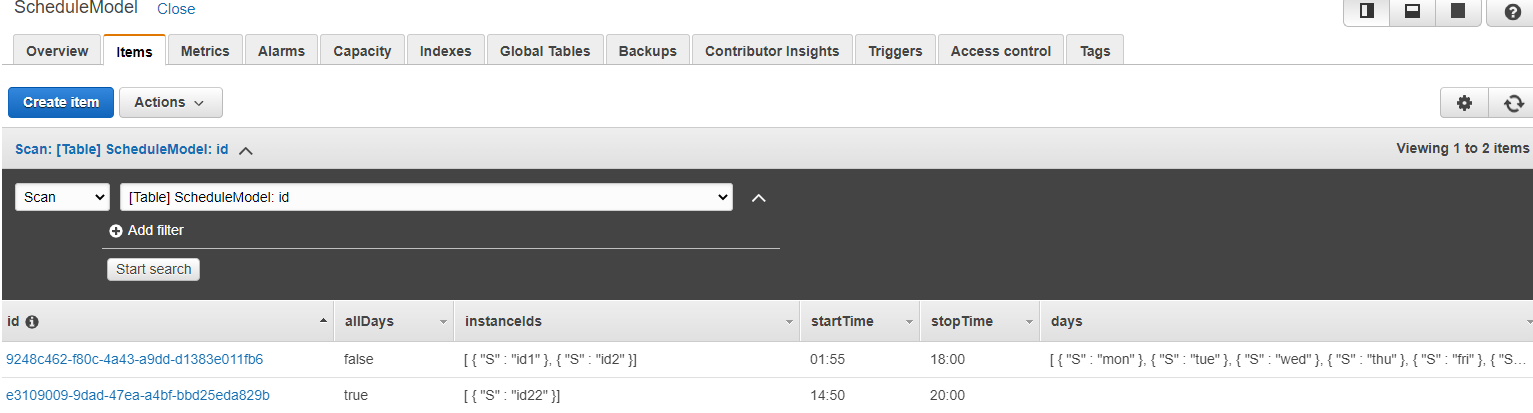 ScheduleModel Close
Overview Items Metrics Alarms Capacity Indexes Global Tables Backups Contributor Insights Triggers Access control Tags
Create item Actions
Scan: [Table] ScheduleModel: id Viewing 1 to 2 items
Scan [Table] ScheduleModel: id
Add filter
Start search
id allDays instanceIds startTime stopTime days
9248c462-f80c-4a43-a9dd-d1383e011fb6 false [ { "S" : "id1" }, { "S" : "id2" }] 01:55 18:00 [ { "S" : "mon" }, { "S" : "tue" }, { "S" : "wed" }, { "S" : "thu" }, { "S" : "fri" }, { "S...
e3109009-9dad-47ea-a4bf-bbd25eda829b true [ { "S" : "id22" }] 14:50 20:00